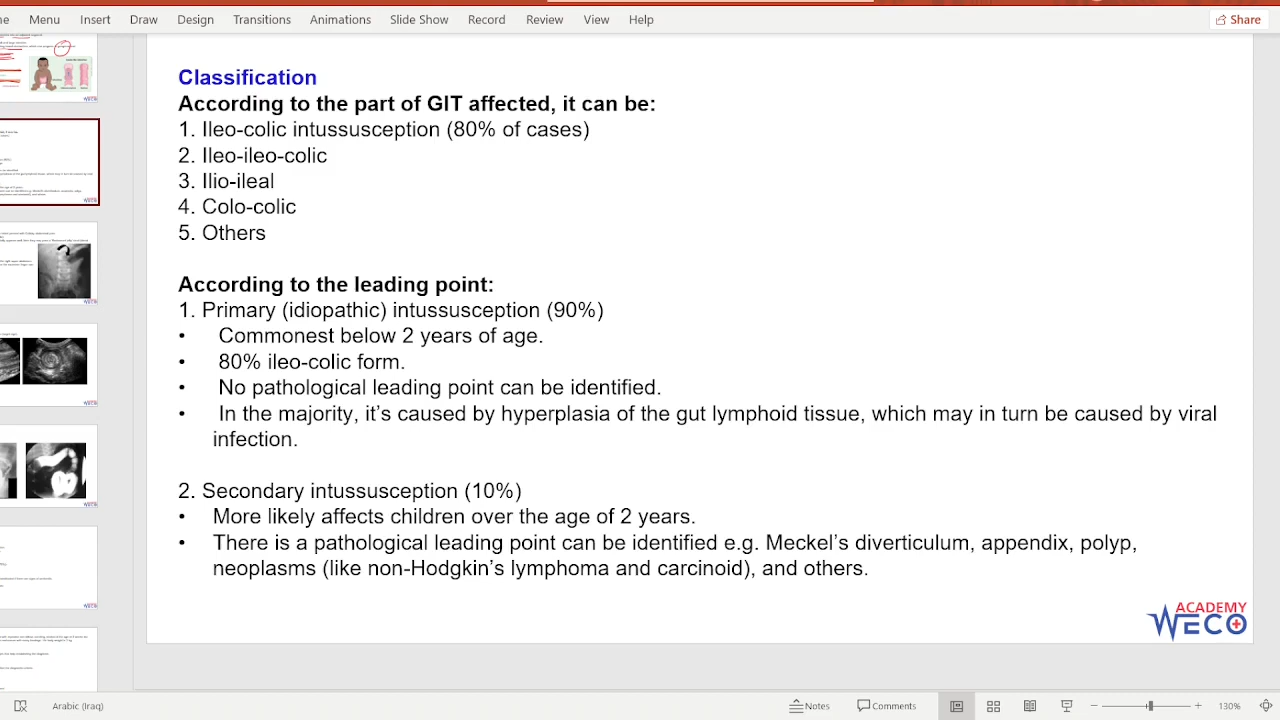 Menu Insert Draw Design Transitions Animations Slide Show Record Review View Help Share
Classification
According to the part of GIT affected, it can be:
1. Ileo-colic intussusception (80% of cases)
2. Ileo-ileo-colic
3. Ilio-ileal
4. Colo-colic
5. Others
According to the leading point:
1. Primary (idiopathic) intussusception (90%)
• Commonest below 2 years of age.
• 80% ileo-colic form.
• No pathological leading point can be identified.
• In the majority, it’s caused by hyperplasia of the gut lymphoid tissue, which may in turn be caused by viral
infection.
2. Secondary intussusception (10%)
• More likely affects children over the age of 2 years.
• There is a pathological leading point can be identified e.g. Meckel’s diverticulum, appendix, polyp,
neoplasms (like non-Hodgkin’s lymphoma and carcinoid), and others.
ACADEMY
WECO
Arabic (Iraq) Notes Comments 130%